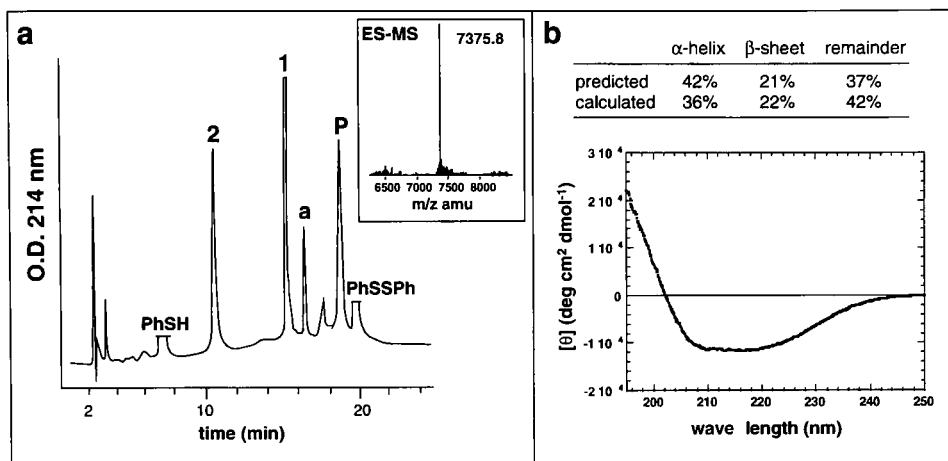 a
ES-MS
7375.8
6500 7000 7500 8000
m/z amu
1
2
P
a
PhSH
PhSSPh
O.D. 214 nm
2 10 20
time (min)
b
α-helix β-sheet remainder
predicted 42% 21% 37%
calculated 36% 22% 42%
3 10 4
2 10 4
1 10 4
0
-1 10 4
-2 10 4
[θ] (deg cm2 dmol-1)
200 210 220 230 240 250
wave length (nm)